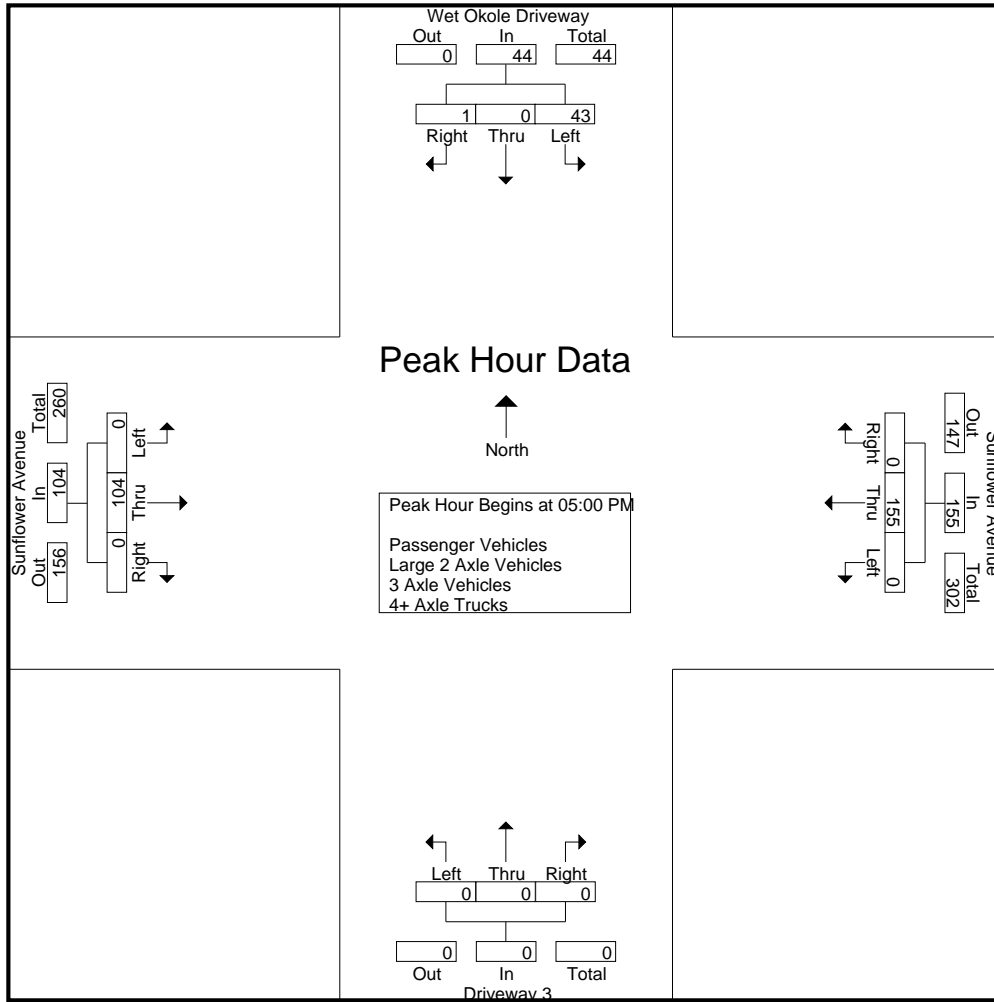 Wet Okole Driveway
Out In Total
0 44 44
1 0 43
Right Thru Left
Peak Hour Data
North
Peak Hour Begins at 05:00 PM
Passenger Vehicles
Large 2 Axle Vehicles
3 Axle Vehicles
4+ Axle Trucks
Sunflower Avenue
Total In Out
260 104 156
0 104 0
Left Thru Right
Sunflower Avenue
Out In Total
147 155 302
0 155 0
Right Thru Left
Left Thru Right
0 0 0
0 0 0
Out In Total
Driveway 3